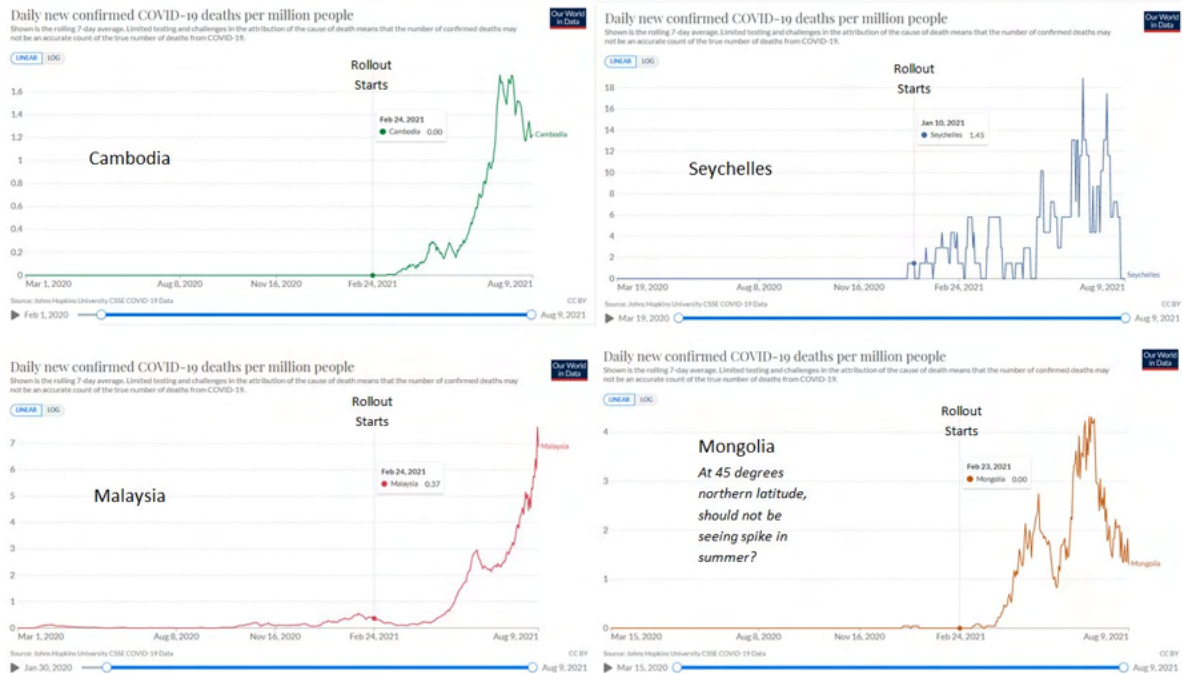 Daily new confirmed COVID-19 deaths per million people
Shown is the rolling 7-day average. Limited testing and challenges in the attribution of the cause of death means that the number of confirmed deaths may
not be an accurate count of the true number of deaths from COVID-19.
Our World
in Data
LINEAR LOG
Rollout
Starts
Feb 24, 2021
Cambodia 0.00
Cambodia
Cambodia
1.6
1.4
1.2
1
0.8
0.6
0.4
0.2
0
Mar 1, 2020 Aug 8, 2020 Nov 16, 2020 Feb 24, 2021 Aug 9, 2021
Source: Johns Hopkins University CSSE COVID-19 Data CC BY
Feb 1, 2020 Aug 9, 2021
Daily new confirmed COVID-19 deaths per million people
Shown is the rolling 7-day average. Limited testing and challenges in the attribution of the cause of death means that the number of confirmed deaths may
not be an accurate count of the true number of deaths from COVID-19.
Our World
in Data
LINEAR LOG
Rollout
Starts
Jan 10, 2021
Seychelles 1.45
Seychelles
18
16
14
12
10
8
6
4
2
0
Seychelles
Mar 19, 2020 Aug 8, 2020 Nov 16, 2020 Feb 24, 2021 Aug 9, 2021
Source: Johns Hopkins University CSSE COVID-19 Data CC BY
Mar 19, 2020 Aug 9, 2021
Daily new confirmed COVID-19 deaths per million people
Shown is the rolling 7-day average. Limited testing and challenges in the attribution of the cause of death means that the number of confirmed deaths may
not be an accurate count of the true number of deaths from COVID-19.
Our World
in Data
LINEAR LOG
Rollout
Starts
Malaysia
Feb 24, 2021
Malaysia 0.37
Malaysia
7
6
5
4
3
2
1
0
Mar 1, 2020 Aug 8, 2020 Nov 16, 2020 Feb 24, 2021 Aug 9, 2021
Source: Johns Hopkins University CSSE COVID-19 Data CC BY
Jan 30, 2020 Aug 9, 2021
Daily new confirmed COVID-19 deaths per million people
Shown is the rolling 7-day average. Limited testing and challenges in the attribution of the cause of death means that the number of confirmed deaths may
not be an accurate count of the true number of deaths from COVID-19.
Our World
in Data
LINEAR LOG
Rollout
Starts
Mongolia
At 45 degrees
northern latitude,
should not be
seeing spike in
summer?
Feb 23, 2021
Mongolia 0.00
4
3
2
1
0
Mongolia
Mar 15, 2020 Aug 8, 2020 Nov 16, 2020 Feb 24, 2021 Aug 9, 2021
Source: Johns Hopkins University CSSE COVID-19 Data CC BY
Mar 15, 2020 Aug 9, 2021